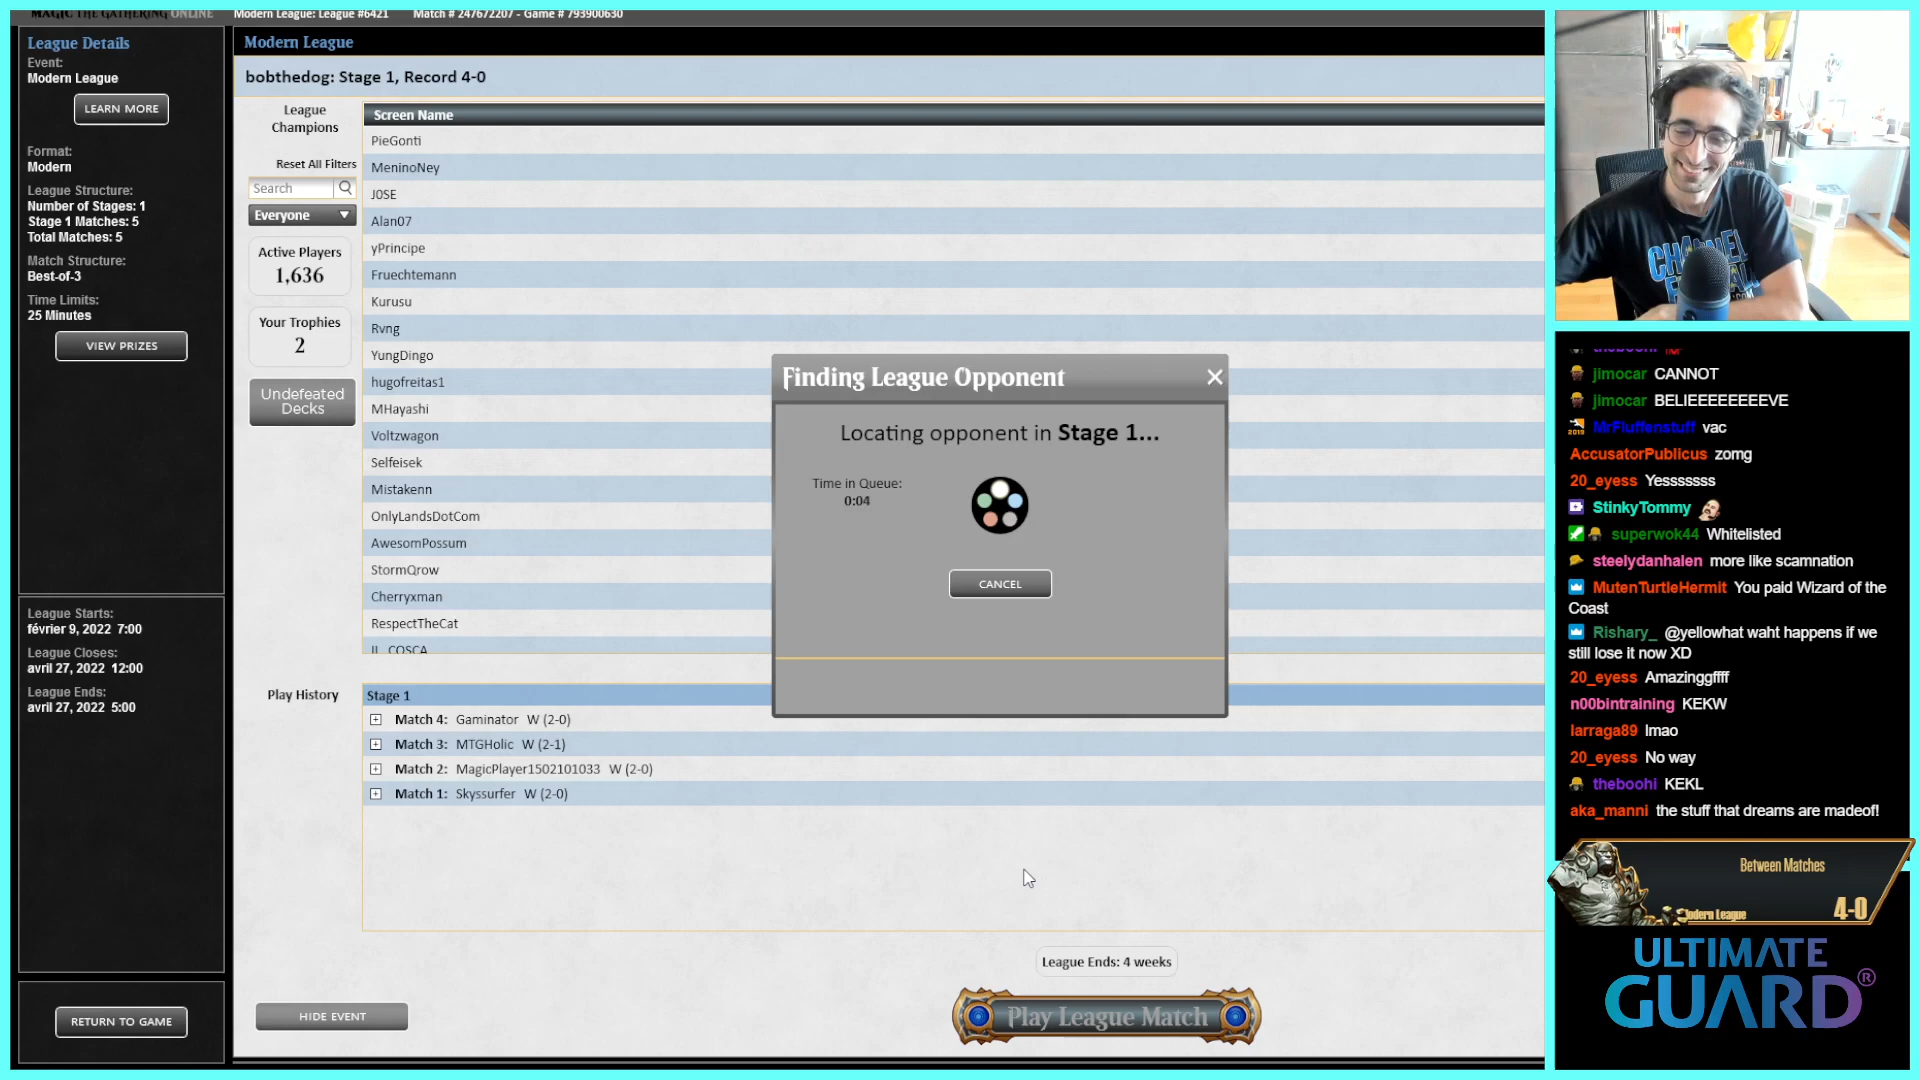 MAGIC THE GATHERING ONLINE
Modern League: League #6421
Match # 247672207 - Game # 793900630
League Details
Event:
Modern League
LEARN MORE
Format:
Modern
League Structure:
Number of Stages: 1
Stage 1 Matches: 5
Total Matches: 5
Match Structure:
Best-of-3
Time Limits:
25 Minutes
VIEW PRIZES
League Starts:
février 9, 2022 7:00
League Closes:
avril 27, 2022 12:00
League Ends:
avril 27, 2022 5:00
RETURN TO GAME
Modern League
bobthedog: Stage 1, Record 4-0
League
Champions
Reset All Filters
Search
Everyone
Active Players
1,636
Your Trophies
2
Undefeated
Decks
Screen Name
PieGonti
MeninoNey
J0SE
Alan07
yPrincipe
Fruechtemann
Kurusu
Rvng
YungDingo
hugofreitas1
MHayashi
Voltzwagon
Selfeisek
Mistakenn
OnlyLandsDotCom
AwesomPossum
StormQrow
Cherryxman
RespectTheCat
IL_COSCA
Finding League Opponent
Locating opponent in Stage 1...
Time in Queue:
0:04
CANCEL
Play History
Stage 1
Match 4: Gaminator W (2-0)
Match 3: MTGHolic W (2-1)
Match 2: MagicPlayer1502101033 W (2-0)
Match 1: Skyssurfer W (2-0)
League Ends: 4 weeks
HIDE EVENT
Play League Match
CHANNEL
theboohi
jimocar CANNOT
jimocar BELIEEEEEEEVE
MrFluffenstuff vac
AccusatorPublicus zomg
20_eyess Yesssssss
StinkyTommy
superwok44 Whitelisted
steelydanhalen more like scamnation
MutenTurtleHermit You paid Wizard of the
Coast
Rishary_ @yellowhat waht happens if we
still lose it now XD
20_eyess Amazinggffff
n00bintraining KEKW
larraga89 lmao
20_eyess No way
theboohi KEKL
aka_manni the stuff that dreams are madeof!
Between Matches
Modern League
4-0
ULTIMATE
GUARD®